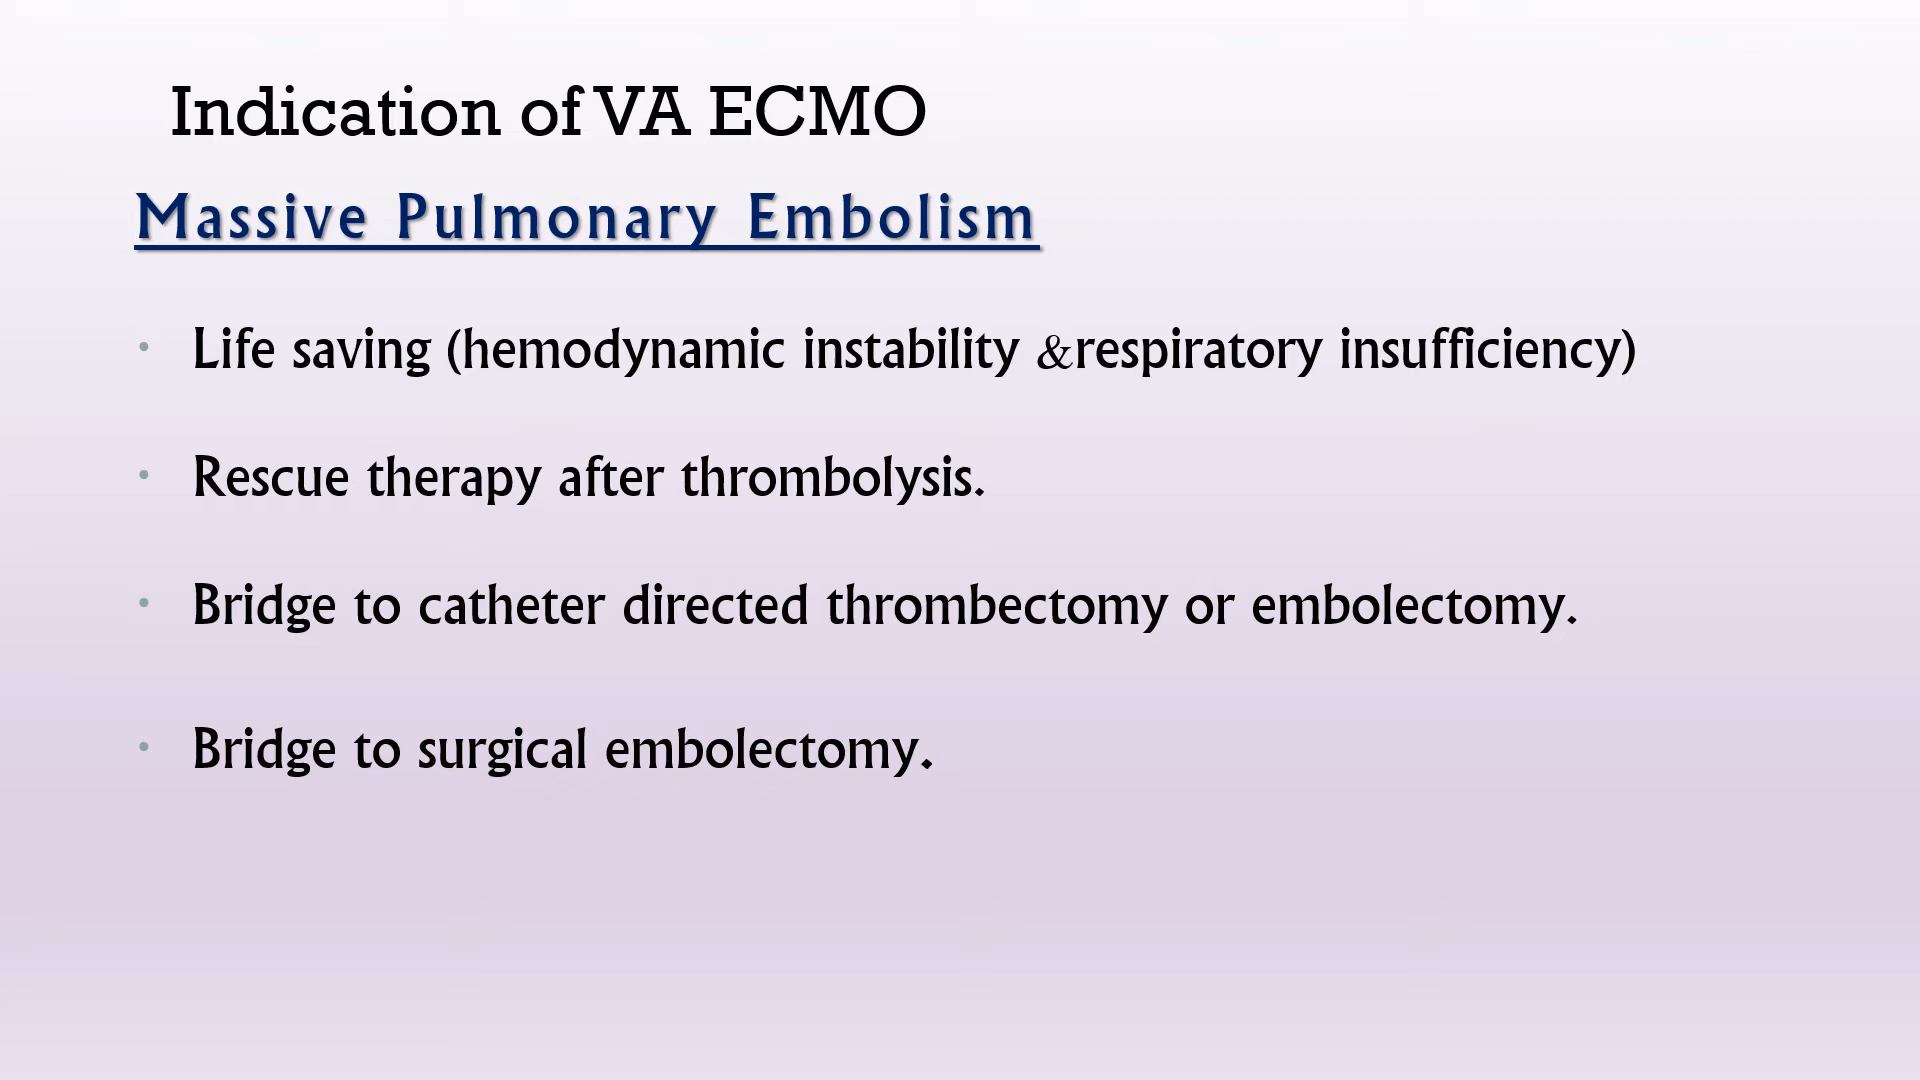 Indication of VA ECMO
Massive Pulmonary Embolism
• Life saving (hemodynamic instability &respiratory insufficiency)
• Rescue therapy after thrombolysis.
• Bridge to catheter directed thrombectomy or embolectomy.
• Bridge to surgical embolectomy.